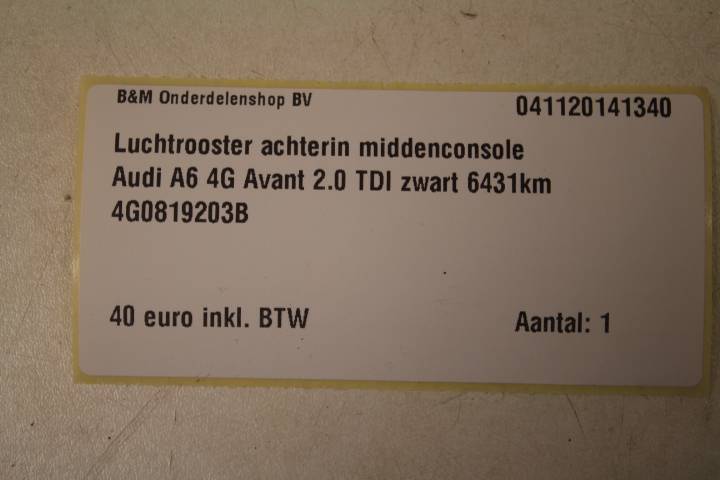 B&M Onderdelenshop BV 041120141340
Luchtrooster achterin middenconsole
Audi A6 4G Avant 2.0 TDI zwart 6431km
4G0819203B
40 euro inkl. BTW Aantal: 1